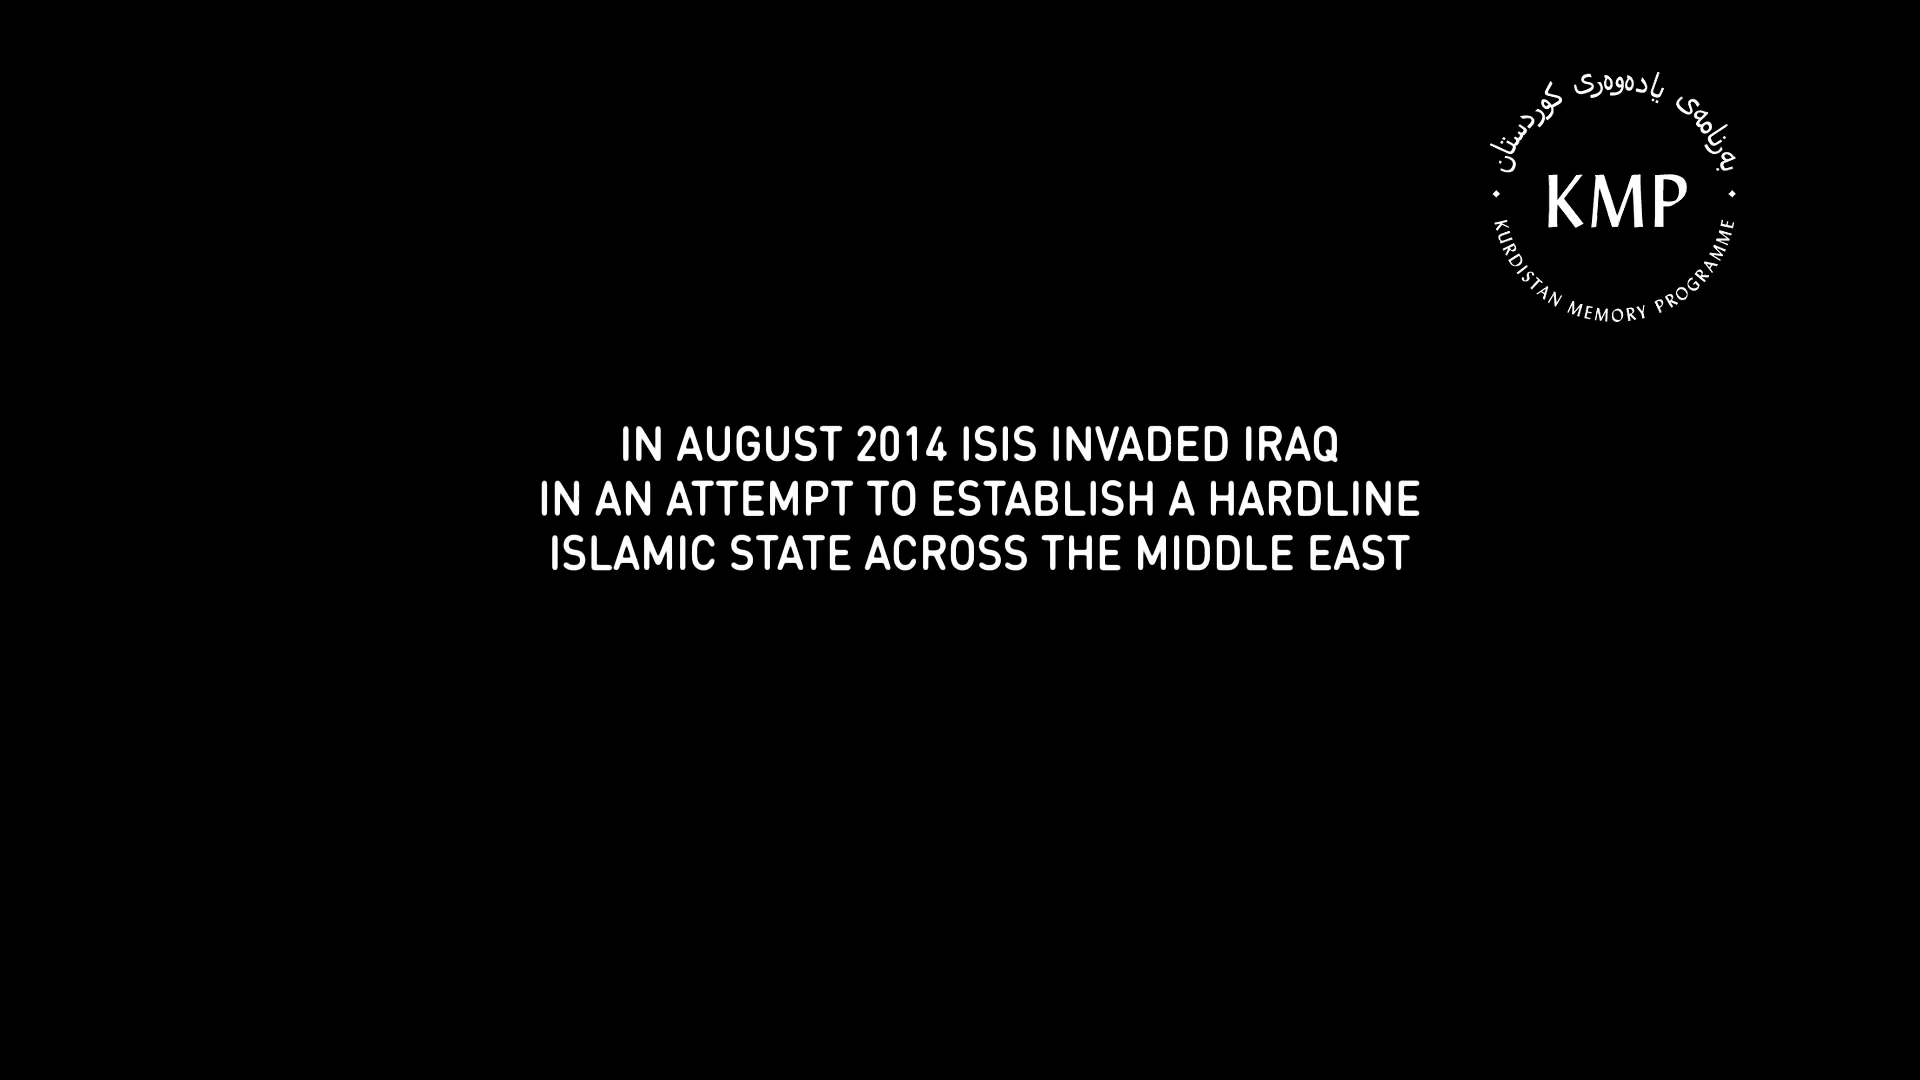 بەرنامەی یادەوەری کوردستان
KMP
KURDISTAN MEMORY PROGRAMME
IN AUGUST 2014 ISIS INVADED IRAQ
IN AN ATTEMPT TO ESTABLISH A HARDLINE
ISLAMIC STATE ACROSS THE MIDDLE EAST